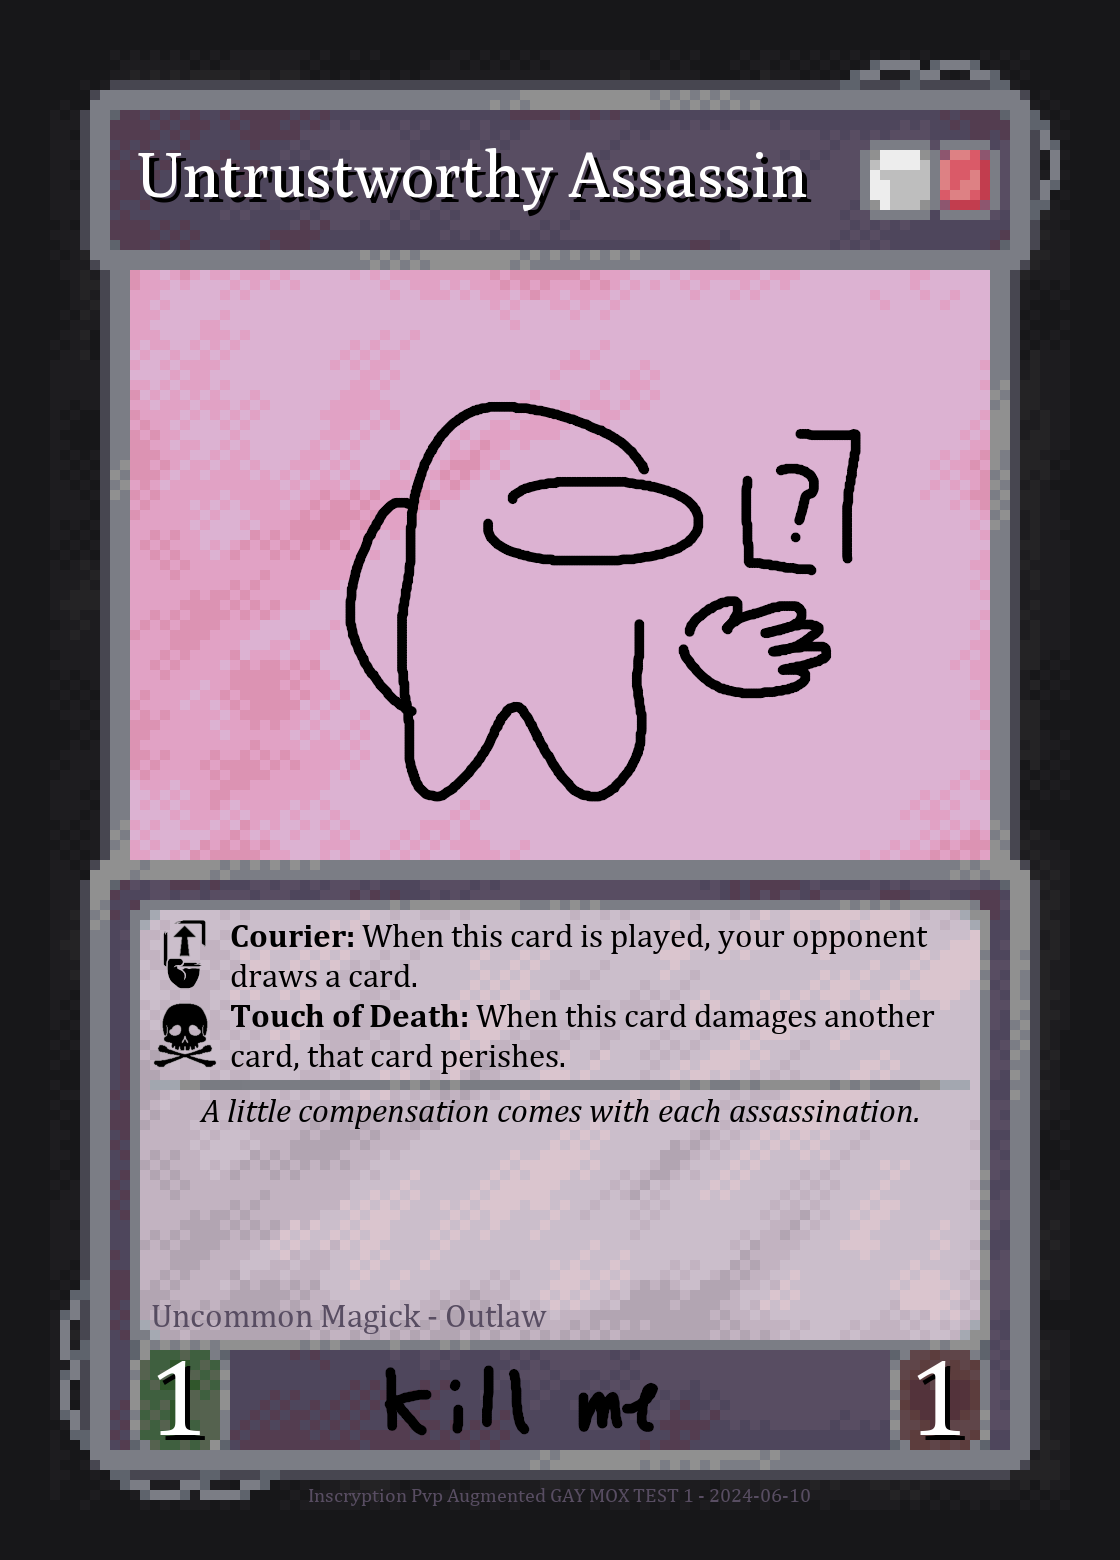 Untrustworthy Assassin
?
Courier: When this card is played, your opponent
draws a card.
Touch of Death: When this card damages another
card, that card perishes.
A little compensation comes with each assassination.
Uncommon Magick - Outlaw
1 kill me 1
Inscryption Pvp Augmented GAY MOX TEST 1 - 2024-06-10